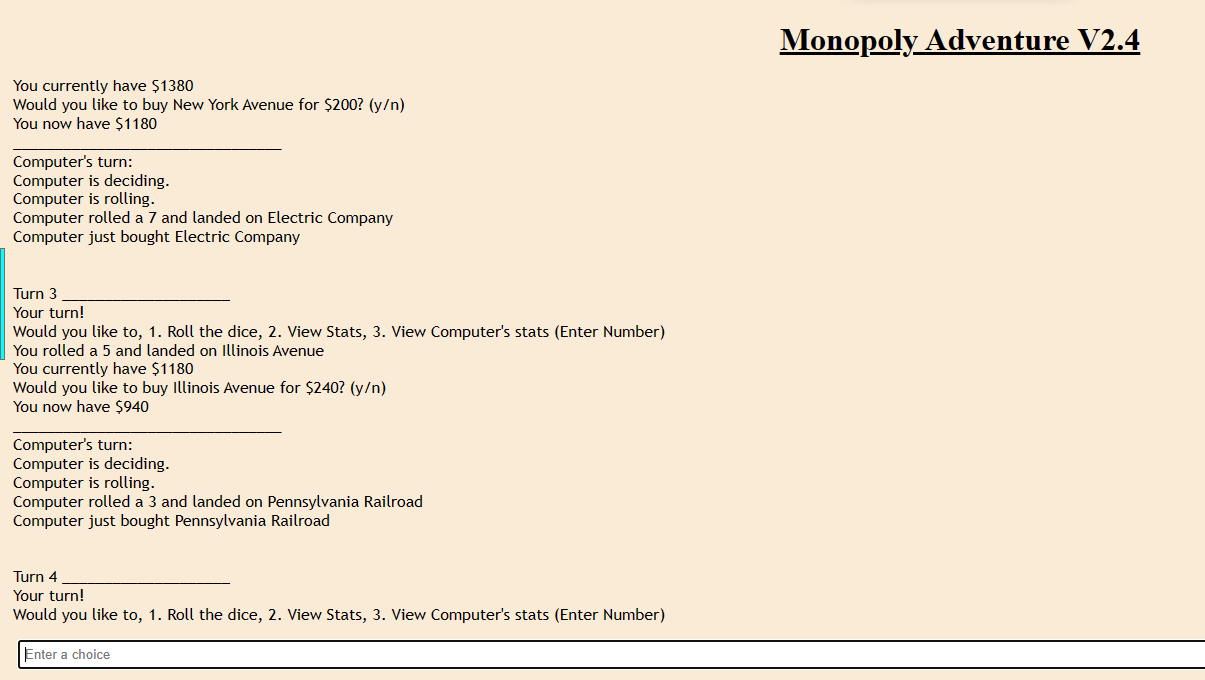 Monopoly Adventure V2.4
You currently have $1380
Would you like to buy New York Avenue for $200? (y/n)
You now have $1180
________________________________
Computer's turn:
Computer is deciding.
Computer is rolling.
Computer rolled a 7 and landed on Electric Company
Computer just bought Electric Company
Turn 3 ____________________
Your turn!
Would you like to, 1. Roll the dice, 2. View Stats, 3. View Computer's stats (Enter Number)
You rolled a 5 and landed on Illinois Avenue
You currently have $1180
Would you like to buy Illinois Avenue for $240? (y/n)
You now have $940
________________________________
Computer's turn:
Computer is deciding.
Computer is rolling.
Computer rolled a 3 and landed on Pennsylvania Railroad
Computer just bought Pennsylvania Railroad
Turn 4 ____________________
Your turn!
Would you like to, 1. Roll the dice, 2. View Stats, 3. View Computer's stats (Enter Number)
Enter a choice